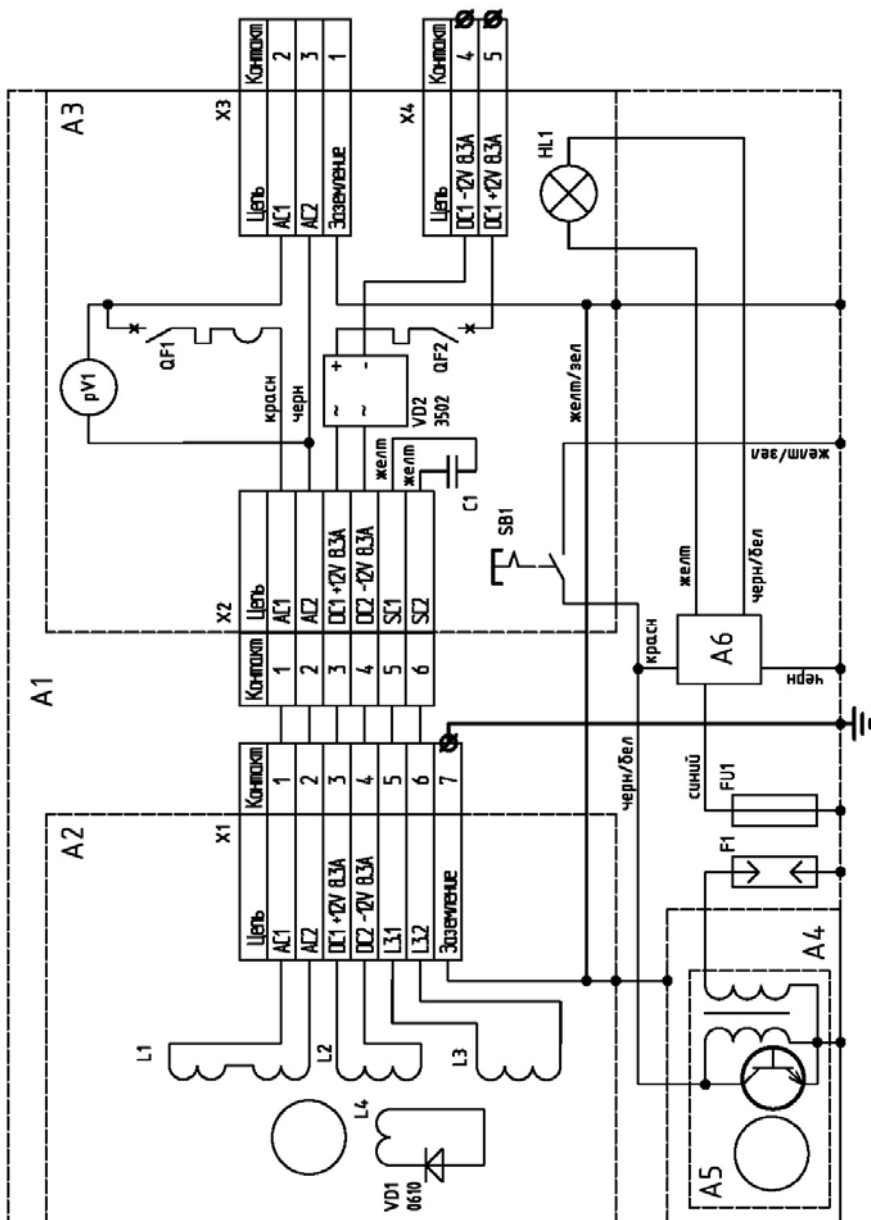 A1
A3
X3
Цепь Контакт
AC1 2
AC2 3
Заземление 1
X4
Цепь Контакт
DC1 -12V 8.3A 4
DC1 +12V 8.3A 5
HL1
pV1
QF1
красн
черн
+
-
~
~
VD2
3502
QF2
желт
желт
C1
X2
Контакт Цепь
1 AC1
2 AC2
3 DC1 +12V 8.3A
4 DC2 -12V 8.3A
5 SC1
6 SC2
SB1
желт/зел
желт/зел
желт
черн/бел
красн
A6
черн
A2
X1
Цепь Контакт
AC1 1
AC2 2
DC1 +12V 8.3A 3
DC2 -12V 8.3A 4
L3.1 5
L3.2 6
Заземление 7
L1
L2
L3
L4
VD1
0610
черн/бел
синий
FU1
F1
A4
A5